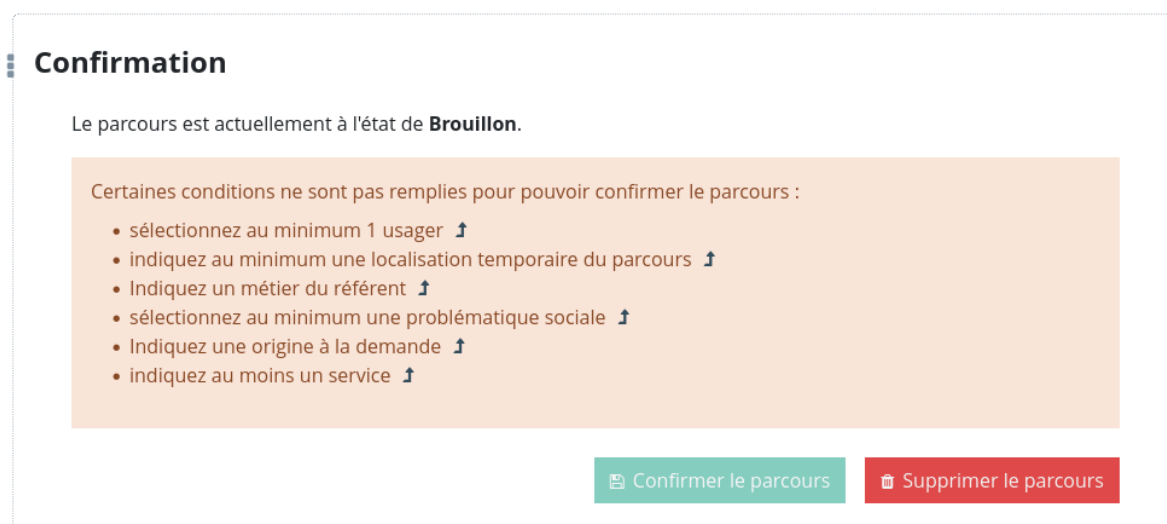 Confirmation
Le parcours est actuellement à l'état de Brouillon.
Certaines conditions ne sont pas remplies pour pouvoir confirmer le parcours :
sélectionnez au minimum 1 usager
indiquez au minimum une localisation temporaire du parcours
Indiquez un métier du référent
sélectionnez au minimum une problématique sociale
Indiquez une origine à la demande
indiquez au moins un service
Confirmer le parcours Supprimer le parcours